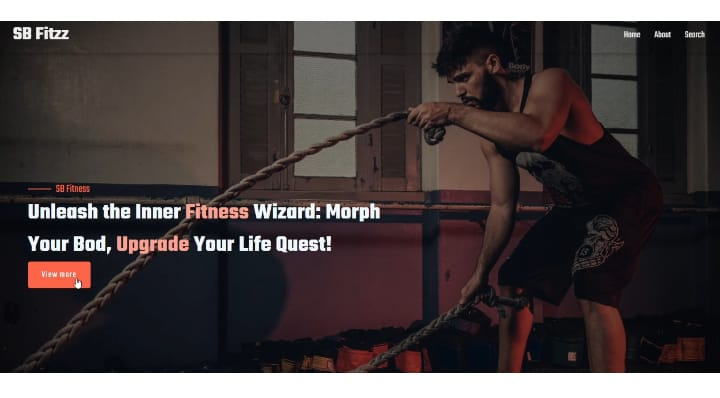 SB Fitzz
Home About Search
Body
SB Fitness
Unleash the Inner Fitness Wizard: Morph
Your Bod, Upgrade Your Life Quest!
View more